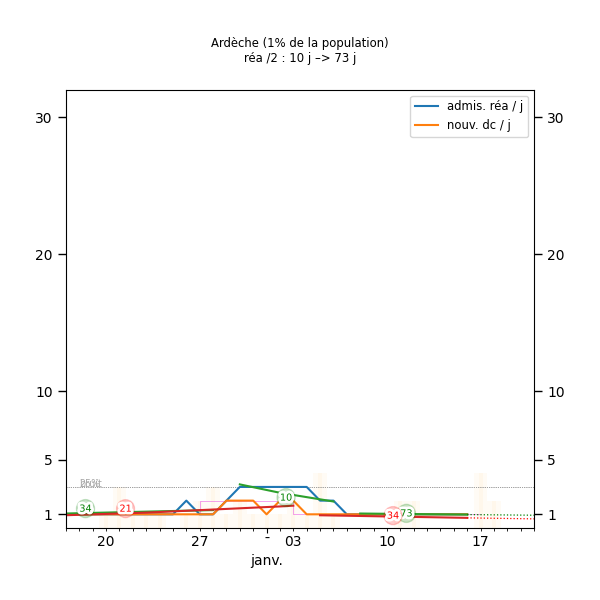 Ardèche (1% de la population)
réa /2 : 10 j –> 73 j
admis. réa / j
nouv. dc / j
30 30
20 20
10 10
5 5
1 1
34 21 10 34 73
20 27 - 03 10 17
janv.